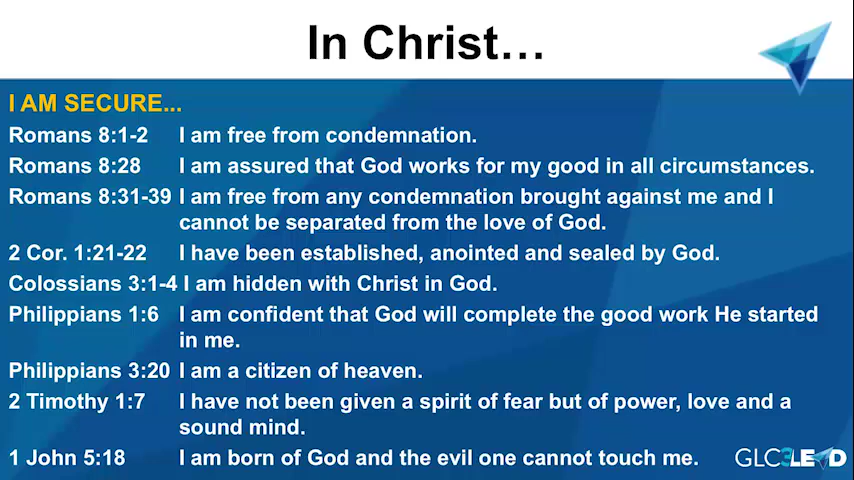 In Christ…
I AM SECURE...
Romans 8:1-2 I am free from condemnation.
Romans 8:28 I am assured that God works for my good in all circumstances.
Romans 8:31-39 I am free from any condemnation brought against me and I
cannot be separated from the love of God.
2 Cor. 1:21-22 I have been established, anointed and sealed by God.
Colossians 3:1-4 I am hidden with Christ in God.
Philippians 1:6 I am confident that God will complete the good work He started
in me.
Philippians 3:20 I am a citizen of heaven.
2 Timothy 1:7 I have not been given a spirit of fear but of power, love and a
sound mind.
1 John 5:18 I am born of God and the evil one cannot touch me.